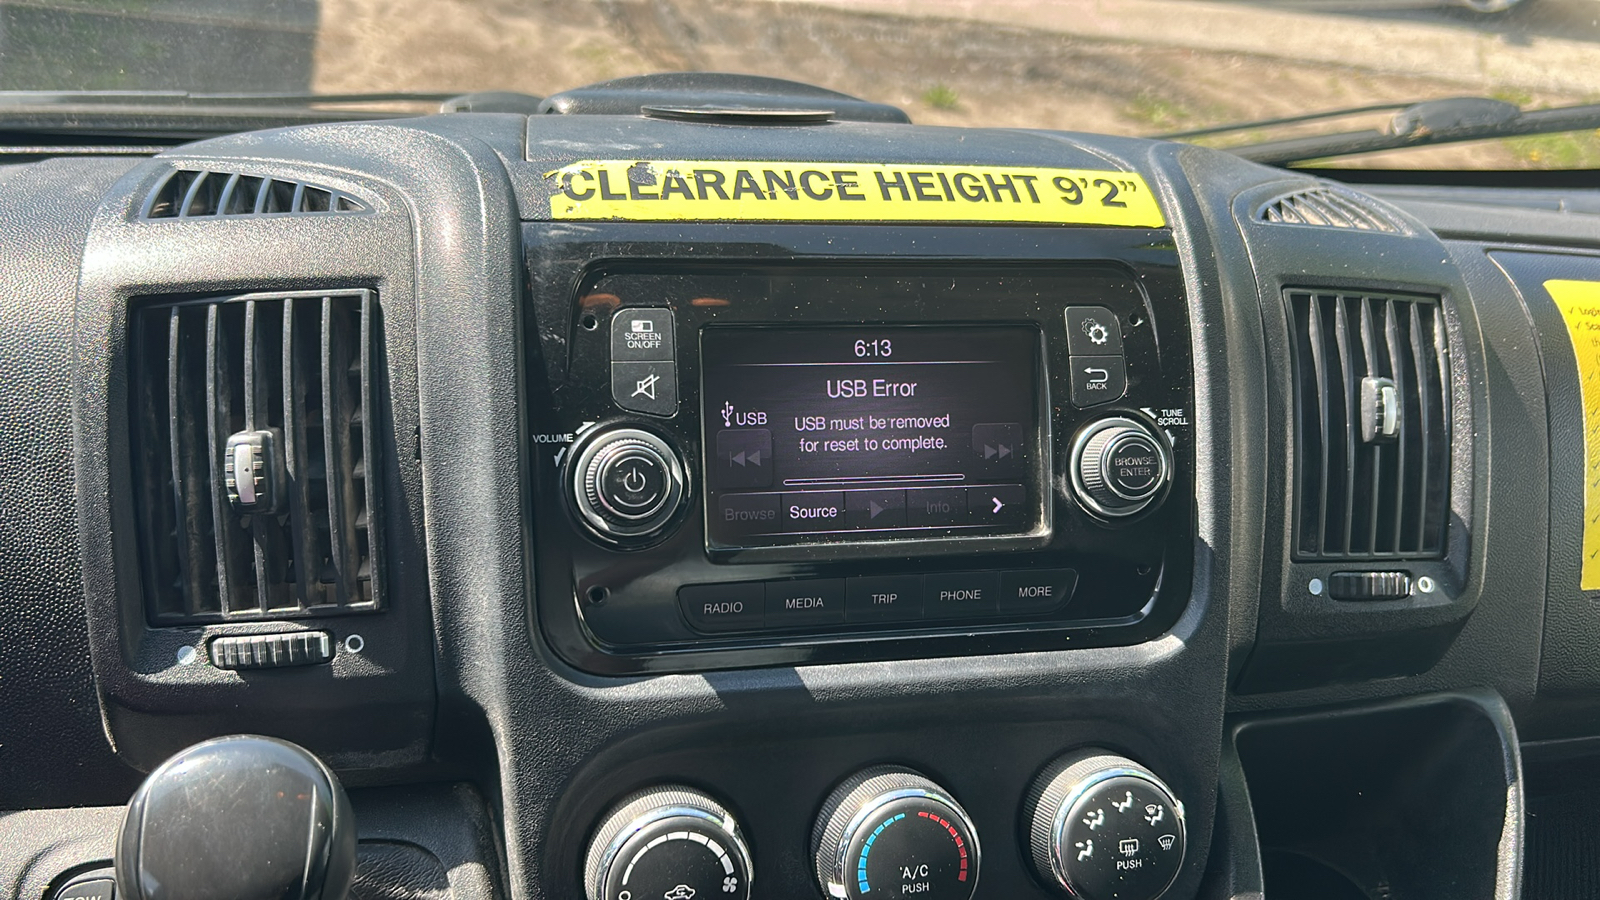 CLEARANCE HEIGHT 9'2"
SCREEN
ON/OFF
6:13
USB Error
USB
USB must be removed
for reset to complete.
BACK
VOLUME
TUNE
SCROLL
BROWSE
ENTER
Browse Source Info
RADIO MEDIA TRIP PHONE MORE
A/C
PUSH
PUSH
TOW